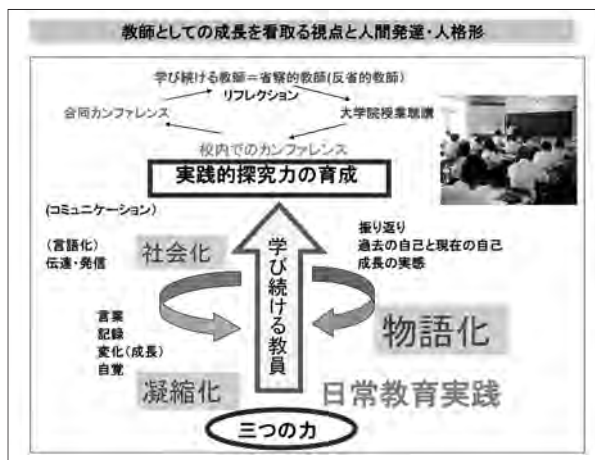 教師としての成長を看取る視点と人間発達・人格形
学び続ける教師=省察的教師(反省的教師)
リフレクション
合同カンファレンス
大学院授業聴講
校内でのカンファレンス
実践的探究力の育成
(コミュニケーション)
(言語化)
伝達・発信
社会化
学び続ける教員
振り返り
過去の自己と現在の自己
成長の実感
言葉
記録
変化(成長)
自覚
物語化
凝縮化
日常教育実践
三つの力